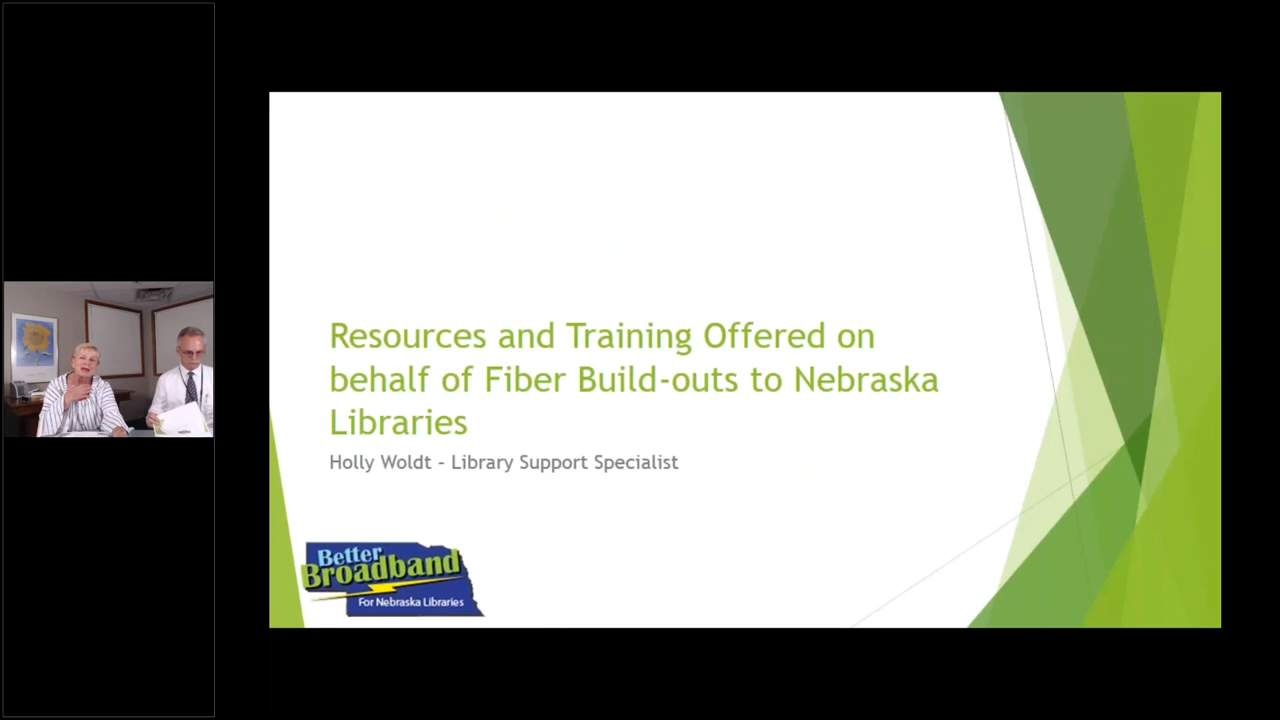 Resources and Training Offered on
behalf of Fiber Build-outs to Nebraska
Libraries
Holly Woldt – Library Support Specialist
Better
Broadband
For Nebraska Libraries